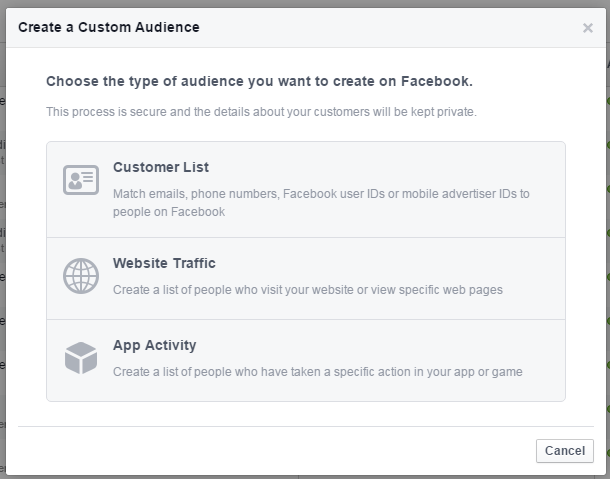 Create a Custom Audience
Choose the type of audience you want to create on Facebook.
This process is secure and the details about your customers will be kept private.
Customer List
Match emails, phone numbers, Facebook user IDs or mobile advertiser IDs to
people on Facebook
Website Traffic
Create a list of people who visit your website or view specific web pages
App Activity
Create a list of people who have taken a specific action in your app or game
Cancel